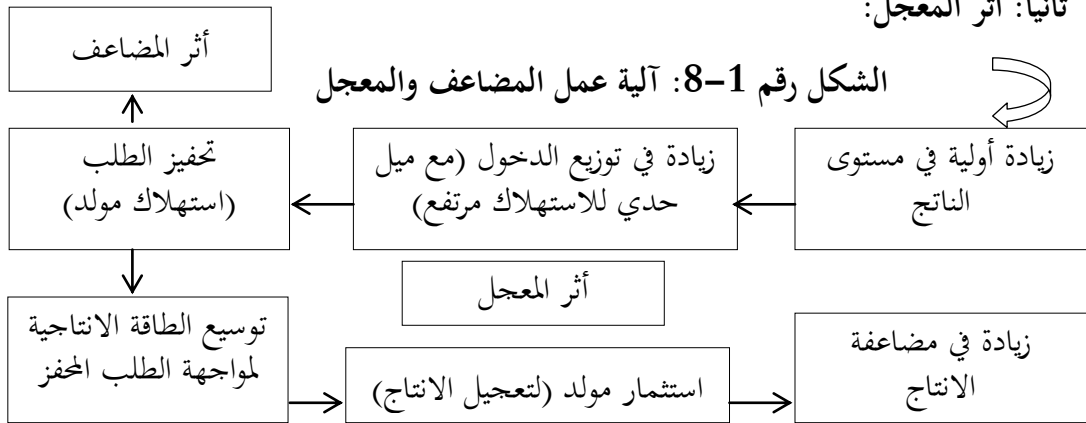 ثانيا: أثر المعجل:
أثر المضاعف
الشكل رقم 1–8: آلية عمل المضاعف والمعجل
زيادة أولية في مستوى
الناتج
زيادة في توزيع الدخول (مع ميل
حدي للاستهلاك مرتفع)
تحفيز الطلب
(استهلاك مولد)
أثر المعجل
توسيع الطاقة الانتاجية
لمواجهة الطلب المحفز
استثمار مولد (لتعجيل الانتاج)
زيادة في مضاعفة
الانتاج